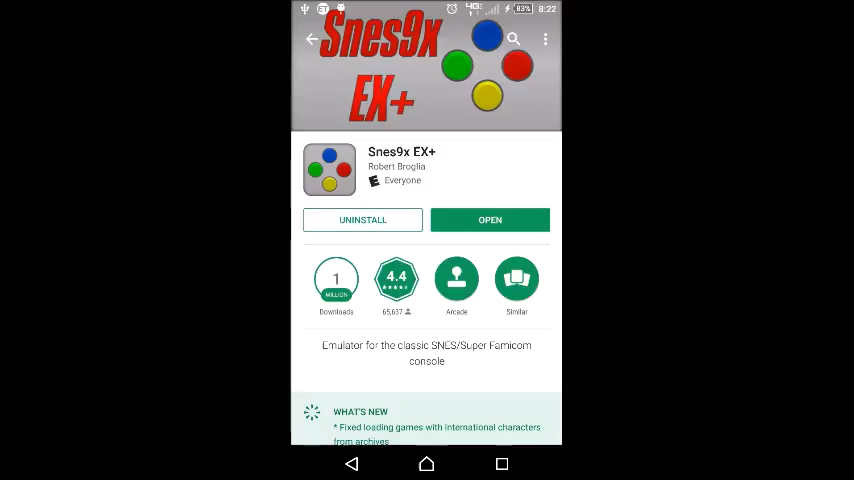 83% 8:22
Snes9x
EX+
Snes9x EX+
Robert Broglia
E Everyone
UNINSTALL OPEN
1
MILLION
4.4
Downloads 65,637 Arcade Similar
Emulator for the classic SNES/Super Famicom
console
WHAT'S NEW
* Fixed loading games with international characters
from archives